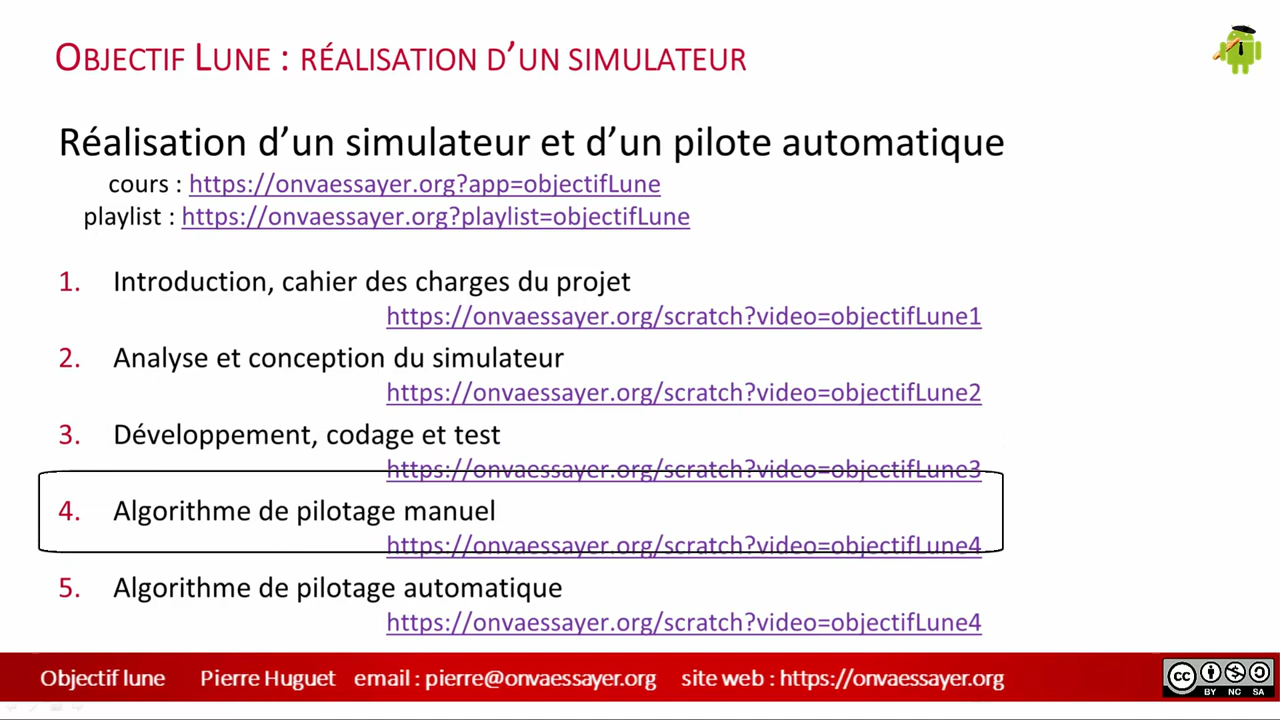 OBJECTIF LUNE : RÉALISATION D'UN SIMULATEUR
Réalisation d'un simulateur et d'un pilote automatique
cours : https://onvaessayer.org?app=objectifLune
playlist : https://onvaessayer.org?playlist=objectifLune
1. Introduction, cahier des charges du projet
https://onvaessayer.org/scratch?video=objectifLune1
2. Analyse et conception du simulateur
https://onvaessayer.org/scratch?video=objectifLune2
3. Développement, codage et test
https://onvaessayer.org/scratch?video=objectifLune3
4. Algorithme de pilotage manuel
https://onvaessayer.org/scratch?video=objectifLune4
5. Algorithme de pilotage automatique
https://onvaessayer.org/scratch?video=objectifLune4
Objectif lune Pierre Huguet email : pierre@onvaessayer.org site web : https://onvaessayer.org
cc BY NC SA